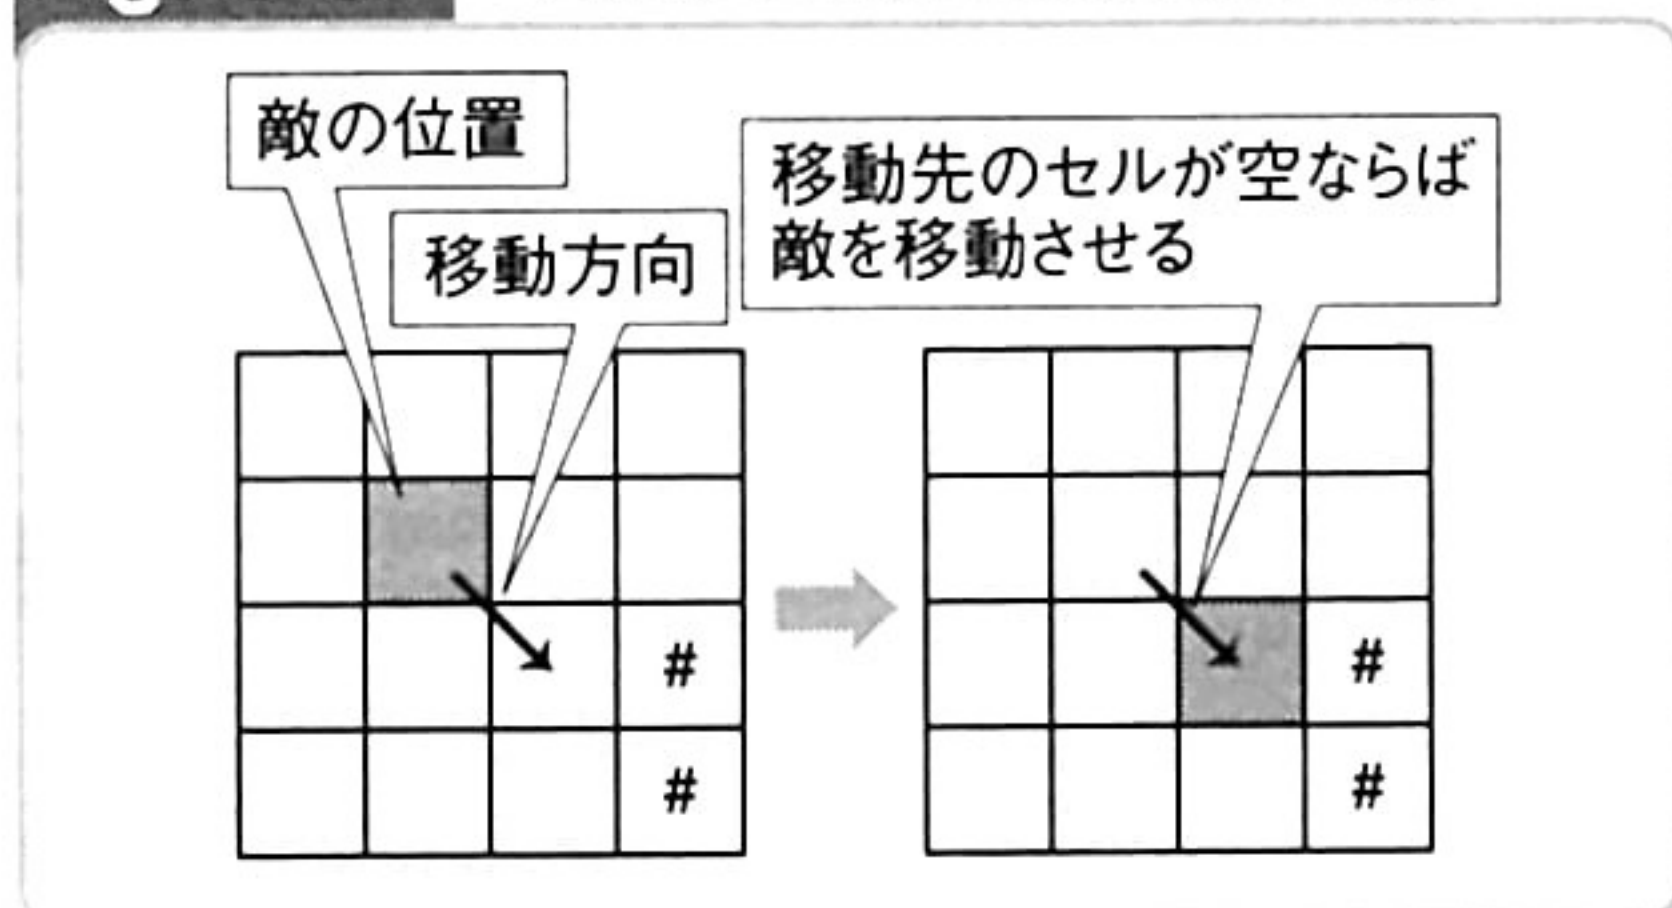 敵の位置
移動方向
移動先のセルが空ならば
敵を移動させる
#
#
#
#